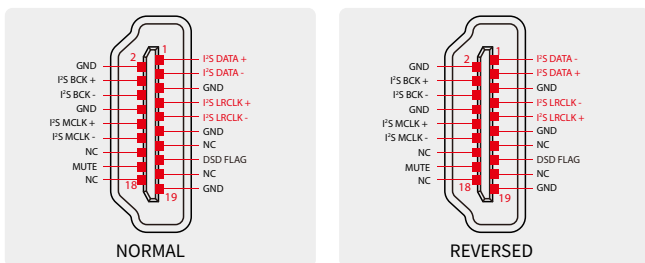 2
1
GND
I²S BCK +
I²S BCK -
GND
I²S MCLK +
I²S MCLK -
NC
MUTE
NC
18
19
I²S DATA +
I²S DATA -
GND
I²S LRCLK +
I²S LRCLK -
GND
NC
DSD FLAG
NC
GND
NORMAL
2
1
GND
I²S BCK +
I²S BCK -
GND
I²S MCLK +
I²S MCLK -
NC
MUTE
NC
18
19
I²S DATA -
I²S DATA +
GND
I²S LRCLK -
I²S LRCLK +
GND
NC
DSD FLAG
NC
GND
REVERSED